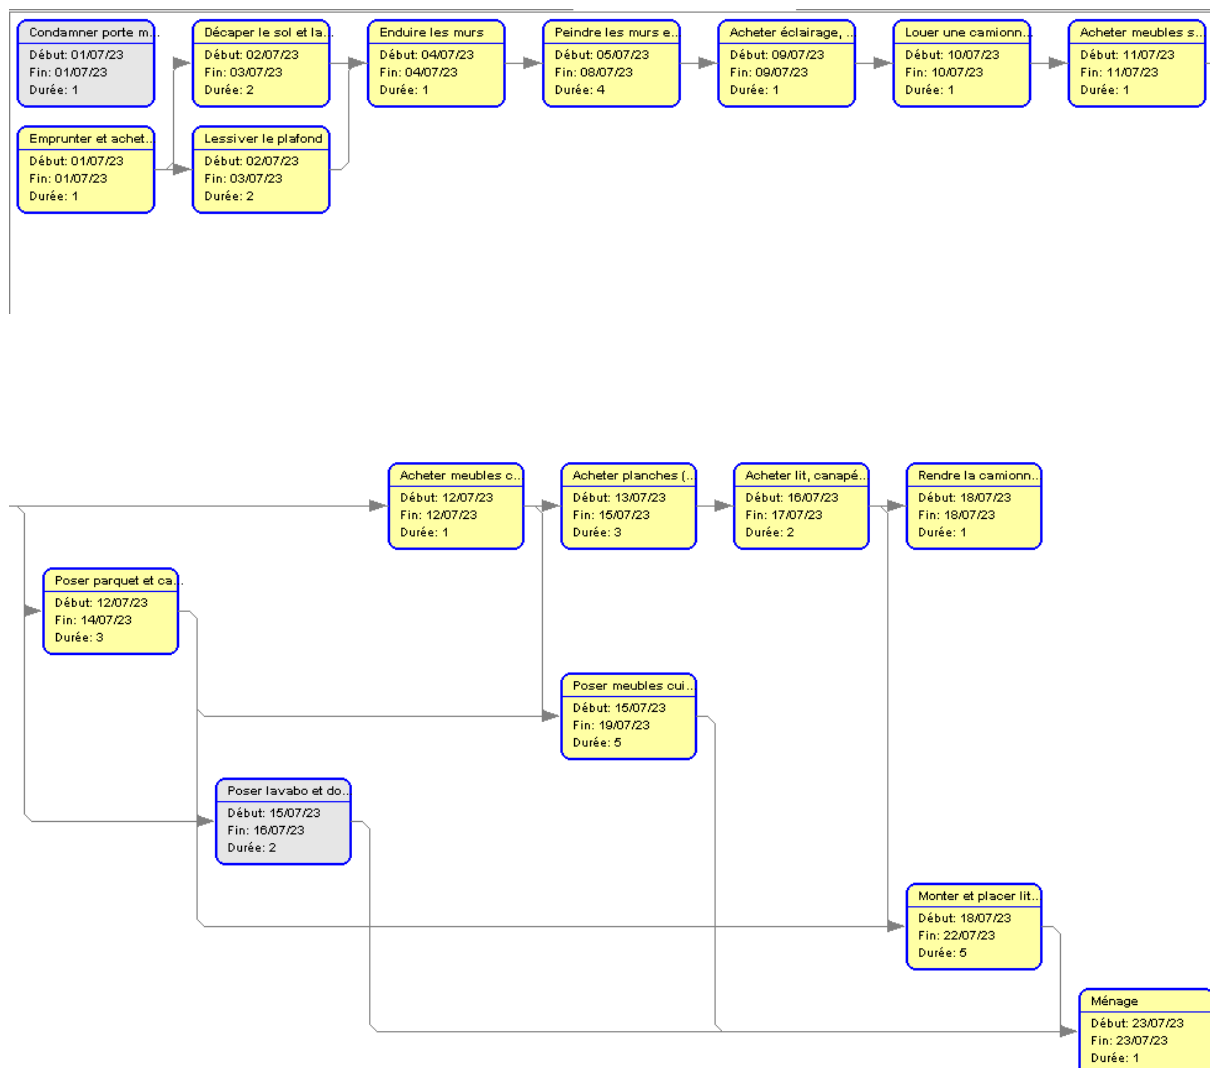 Condamner porte m...
Début: 01/07/23
Fin: 01/07/23
Durée: 1
Décaper le sol et la...
Début: 02/07/23
Fin: 03/07/23
Durée: 2
Enduire les murs
Début: 04/07/23
Fin: 04/07/23
Durée: 1
Peindre les murs e...
Début: 05/07/23
Fin: 08/07/23
Durée: 4
Acheter éclairage, ...
Début: 09/07/23
Fin: 09/07/23
Durée: 1
Louer une camionn...
Début: 10/07/23
Fin: 10/07/23
Durée: 1
Acheter meubles s...
Début: 11/07/23
Fin: 11/07/23
Durée: 1
Emprunter et achet...
Début: 01/07/23
Fin: 01/07/23
Durée: 1
Lessiver le plafond
Début: 02/07/23
Fin: 03/07/23
Durée: 2
Acheter meubles c...
Début: 12/07/23
Fin: 12/07/23
Durée: 1
Acheter planches (...
Début: 13/07/23
Fin: 15/07/23
Durée: 3
Acheter lit, canapé...
Début: 16/07/23
Fin: 17/07/23
Durée: 2
Rendre la camionn...
Début: 18/07/23
Fin: 18/07/23
Durée: 1
Poser parquet et ca...
Début: 12/07/23
Fin: 14/07/23
Durée: 3
Poser meubles cui...
Début: 15/07/23
Fin: 19/07/23
Durée: 5
Poser lavabo et do...
Début: 15/07/23
Fin: 16/07/23
Durée: 2
Monter et placer lit...
Début: 18/07/23
Fin: 22/07/23
Durée: 5
Ménage
Début: 23/07/23
Fin: 23/07/23
Durée: 1